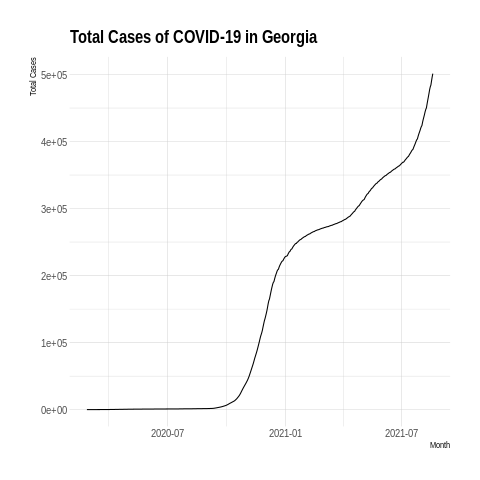 Total Cases of COVID-19 in Georgia
Total Cases
5e+05
4e+05
3e+05
2e+05
1e+05
0e+00
2020-07
2021-01
2021-07
Month